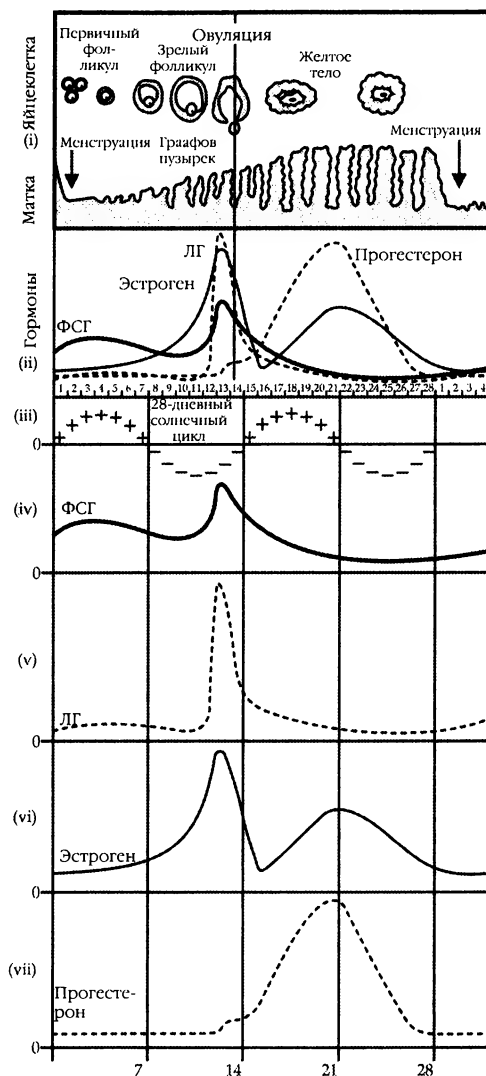 Первичный фол-
ликул
Зрелый
фолликул
Овуляция
Желтое
тело
Яйцеклетка
(i)
Менструация
Граафов
пузырек
Менструация
Матка
ЛГ
Эстроген
Прогестерон
ФСГ
Гормоны
(ii)
1 2 3 4 5 6 7 8 9 10 11 12 13 14 15 16 17 18 19 20 21 22 23 24 25 26 27 28 1 2 3 4
(iii)
28-дневный
солнечный
цикл
+ + + + + + +
+ + + + + + +
0
– – – – – – –
– – – – – – –
(iv)
ФСГ
0
(v)
ЛГ
0
(vi)
Эстроген
0
(vii)
Прогесте-
рон
0
7 14 21 28